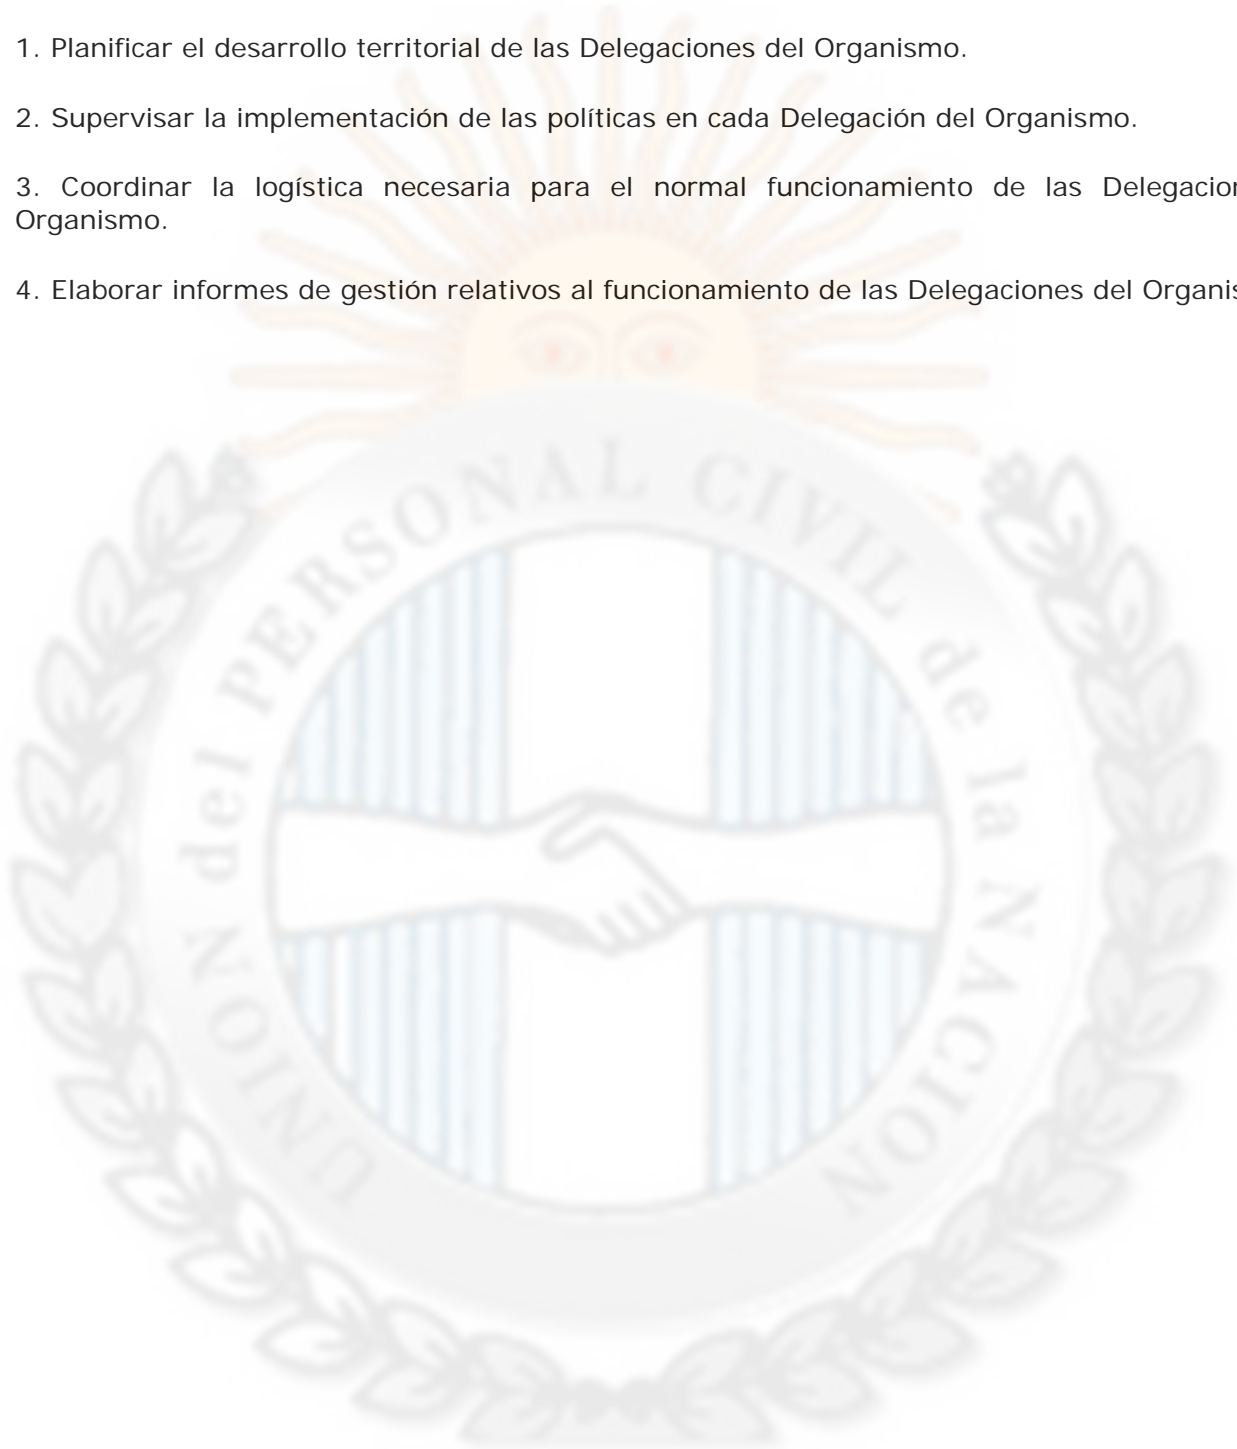 1. Planificar el desarrollo territorial de las Delegaciones del Organismo.
2. Supervisar la implementación de las políticas en cada Delegación del Organismo.
3. Coordinar la logística necesaria para el normal funcionamiento de las
Organismo.
4. Elaborar informes de gestión relativos al funcionamiento de las Delegaciones del
UNION del PERSONAL CIVIL de la NACION